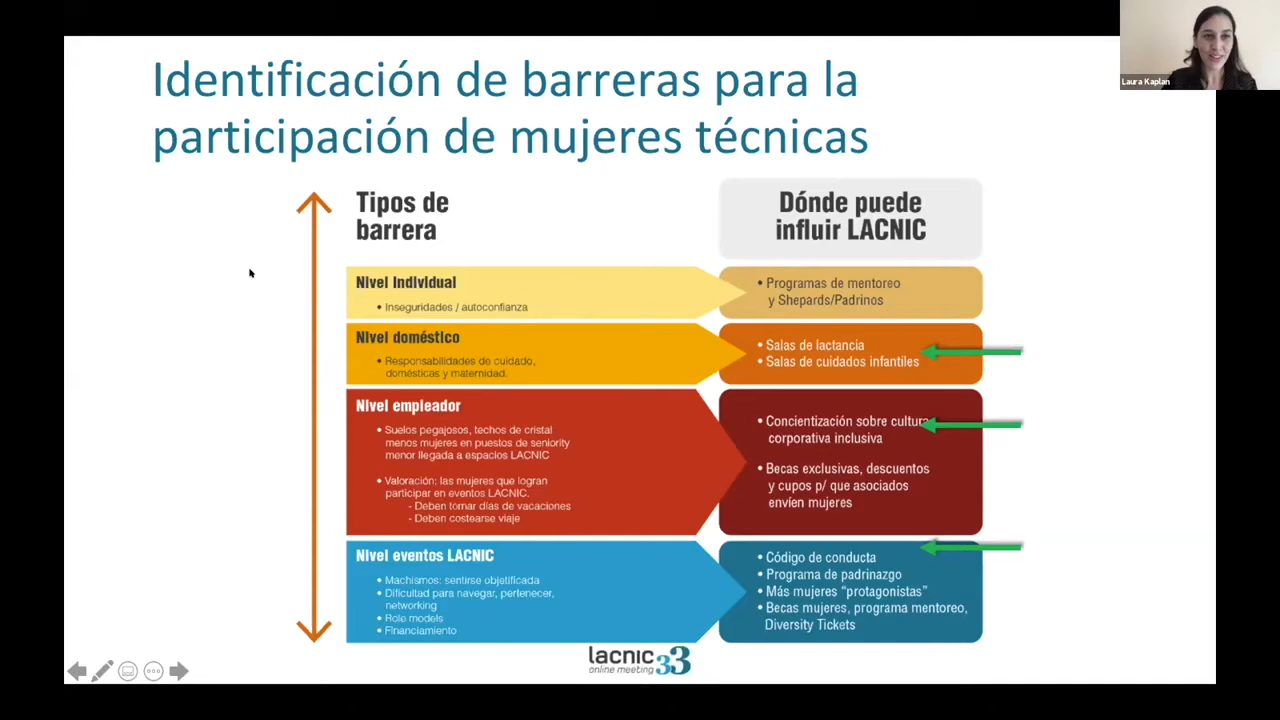 Identificación de barreras para la
participación de mujeres técnicas
Laura Kaplan
Tipos de
barrera
Dónde puede
influir LACNIC
Nivel Individual
• Inseguridades / autoconfianza
• Programas de mentoreo
y Shepards/Padrinos
Nivel doméstico
• Responsabilidades de cuidado,
domésticas y maternidad.
• Salas de lactancia
• Salas de cuidados infantiles
Nivel empleador
• Suelos pegajosos, techos de cristal
menos mujeres en puestos de seniority
menor llegada a espacios LACNIC
• Valoración: las mujeres que logran
participar en eventos LACNIC.
- Deben tomar días de vacaciones
- Deben costearse viaje
• Concientización sobre cultura
corporativa inclusiva
• Becas exclusivas, descuentos
y cupos p/ que asociados
envíen mujeres
Nivel eventos LACNIC
• Machismos: sentirse objetificada
• Dificultad para navegar, pertenecer,
networking
• Role models
• Financiamiento
• Código de conducta
• Programa de padrinazgo
• Más mujeres “protagonistas”
• Becas mujeres, programa mentoreo,
Diversity Tickets
lacnic 33
online meeting